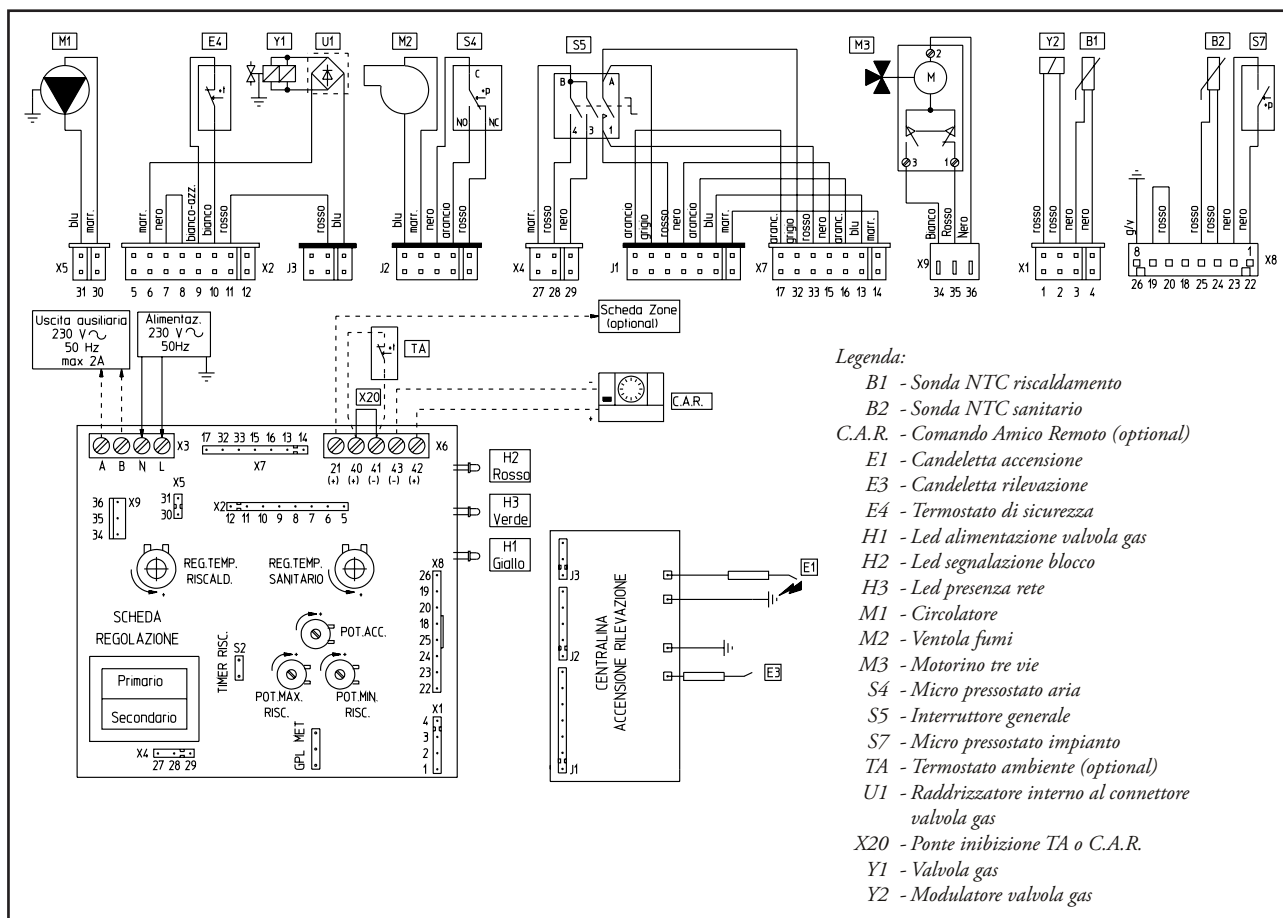 M1 E4 Y1 U1 M2 S4 S5 M3 Y2 B1 B2 S7
C
+t
NO NC
+p
B A
4 3 1
2
M
3 1
+p
blu marr.
marr. nero bianco-azz. bianco rosso
rosso blu
blu marr. nero arancio rosso
marr. rosso nero
arancio grigio rosso nero arancio blu marr.
aranc. grigio rosso nero aranc. blu marr.
Bianco Rosso Nero
rosso rosso nero nero
g/v rosso rosso nero nero rosso
8 1
X5 X2 J3 J2 X4 J1 X7 X9 X1 X8
31 30
5 6 7 8 9 10 11 12
27 28 29
17 32 33 15 16 13 14
34 35 36
1 2 3 4
26 19 20 18 25 24 23 22
Uscita ausiliaria
230 V
50 Hz
max 2A
Alimentaz.
230 V
50Hz
Scheda Zone
(optional)
+t
TA
X20
-
+
C.A.R.
X3
A B N L
17 32 33 15 16 13 14
X7
X6
21 40 41 43 42
(+) (+) (-) (-) (+)
H2
Rosso
H3
Verde
H1
Giallo
36
35
34
X9
X5
31
30
X2
12 11 10 9 8 7 6 5
+
REG.TEMP.
RISCALD.
+
REG.TEMP.
SANITARIO
X8
26
19
20
18
25
24
23
22
SCHEDA
REGOLAZIONE
Primario
Secondario
TIMER RISC.
S2
+
POT.ACC.
+
POT.MAX.
RISC.
+
POT.MIN.
RISC.
GPL MET
X4
27 28 29
X1
4
3
2
1
J3
J2
J1
CENTRALINA
ACCENSIONE RILEVAZIONE
E1
E3
Legenda:
B1 - Sonda NTC riscaldamento
B2 - Sonda NTC sanitario
C.A.R. - Comando Amico Remoto (optional)
E1 - Candeletta accensione
E3 - Candeletta rilevazione
E4 - Termostato di sicurezza
H1 - Led alimentazione valvola gas
H2 - Led segnalazione blocco
H3 - Led presenza rete
M1 - Circolatore
M2 - Ventola fumi
M3 - Motorino tre vie
S4 - Micro pressostato aria
S5 - Interruttore generale
S7 - Micro pressostato impianto
TA - Termostato ambiente (optional)
U1 - Raddrizzatore interno al connettore
valvola gas
X20 - Ponte inibizione TA o C.A.R.
Y1 - Valvola gas
Y2 - Modulatore valvola gas